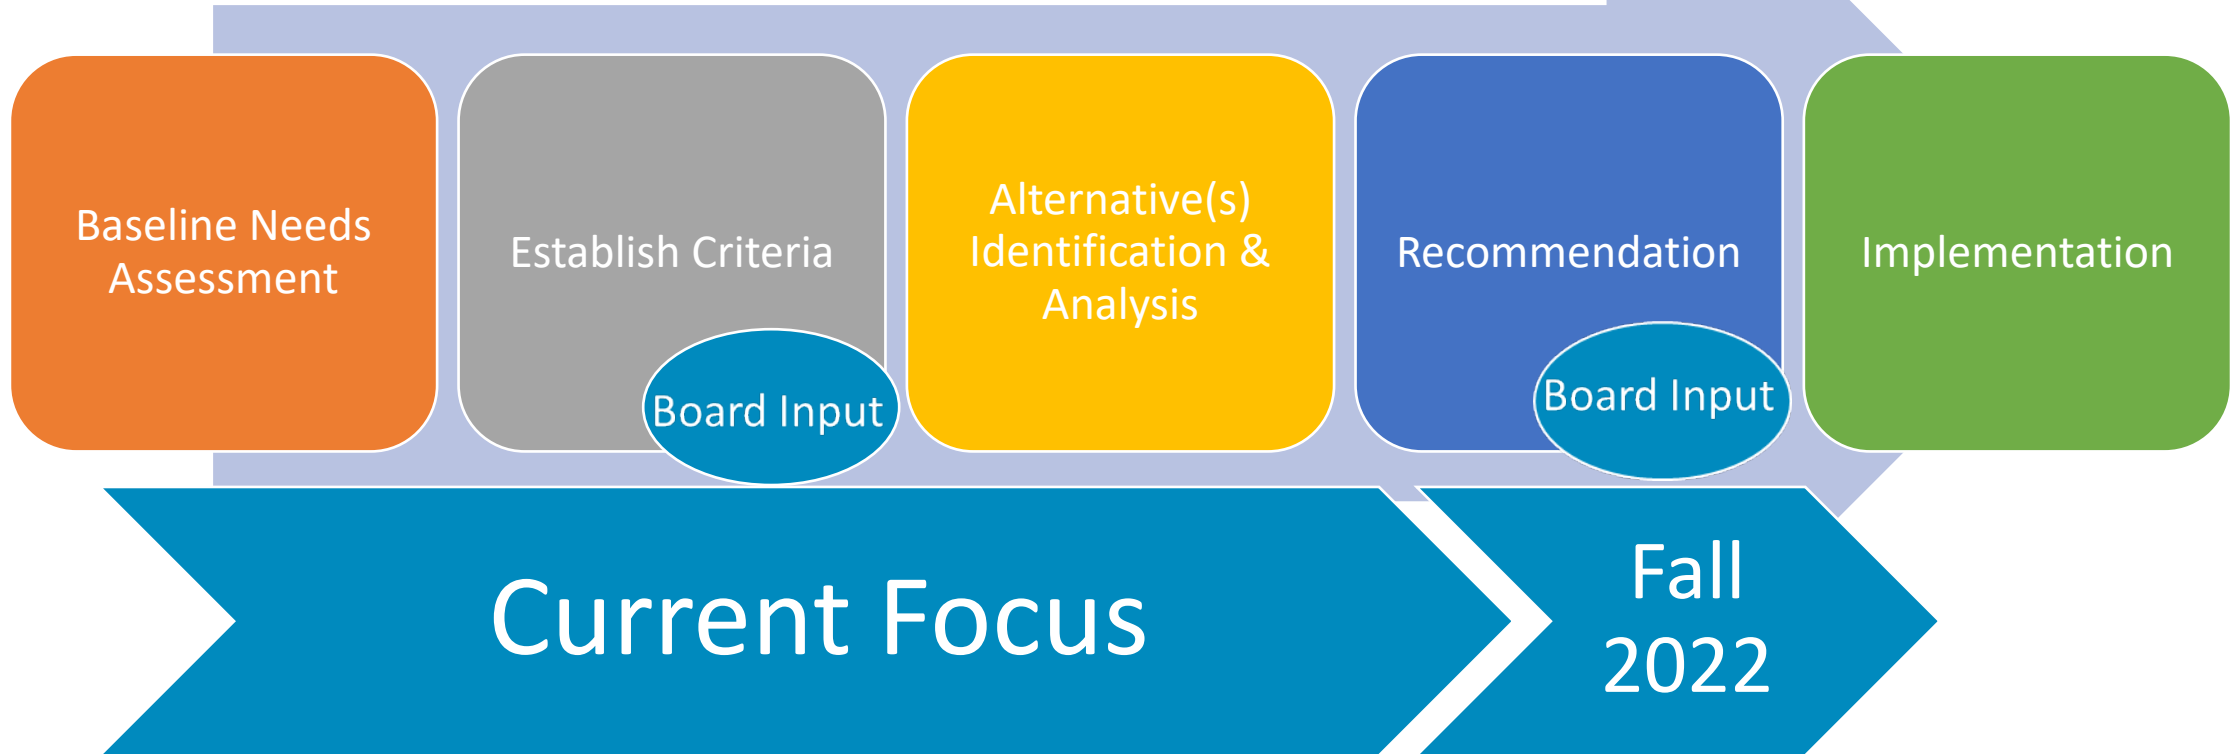 Baseline Needs
Assessment
Establish Criteria
Board Input
Alternative(s)
Identification &
Analysis
Recommendation
Board Input
Implementation
Current Focus
Fall
2022